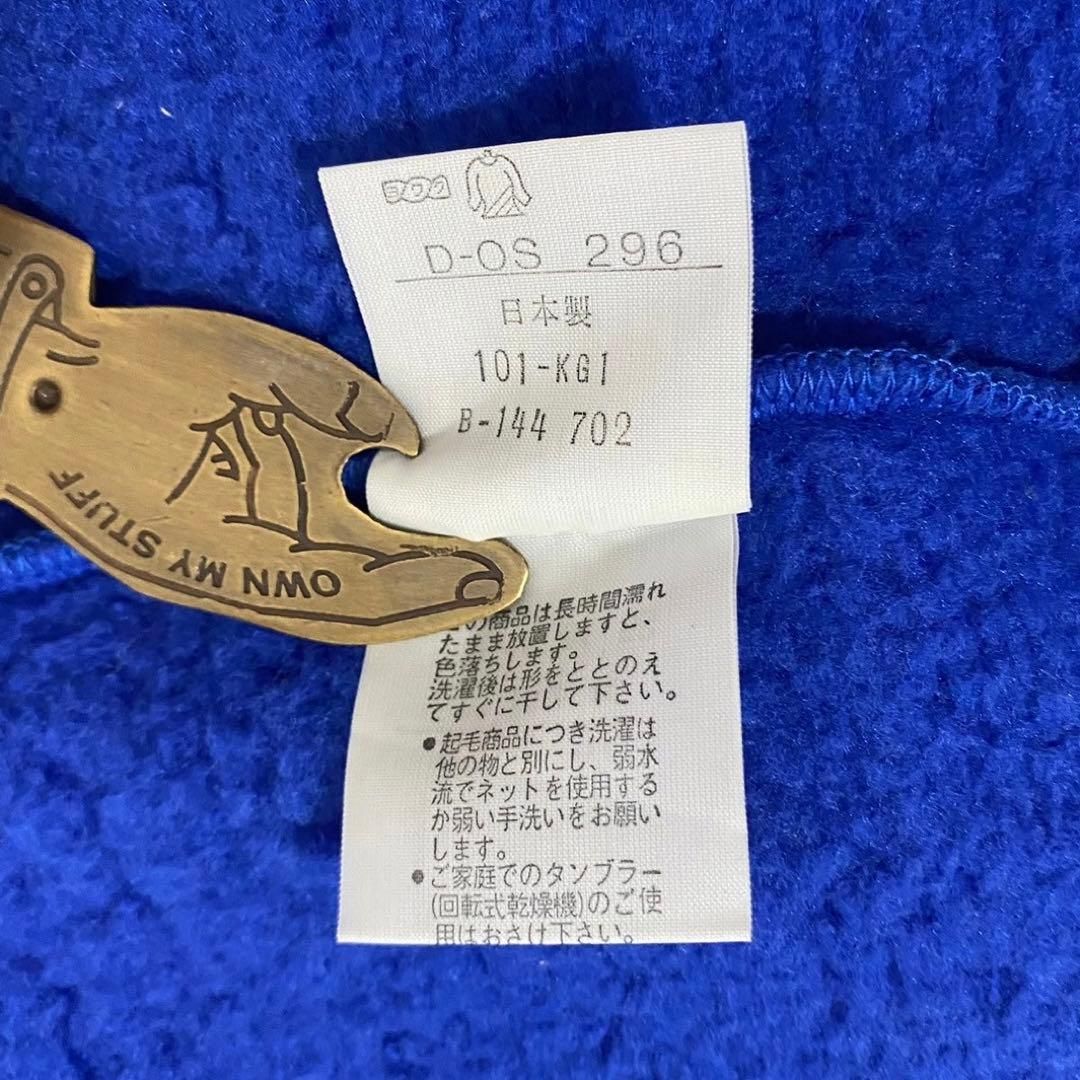 D-OS 296
日本製
101-KG1
B-144 702
OWN MY STUFF
の商品は長時間濡れ
たまま放置しますと、
色落ちします。
洗濯後は形をととのえ
てすぐに干して下さい。
●起毛商品につき洗濯は
他の物と別にし、弱水
流でネットを使用する
か弱い手洗いをお願い
します。
●ご家庭でのタンブラー
(回転式乾燥機)のご使
用はおさけ下さい。